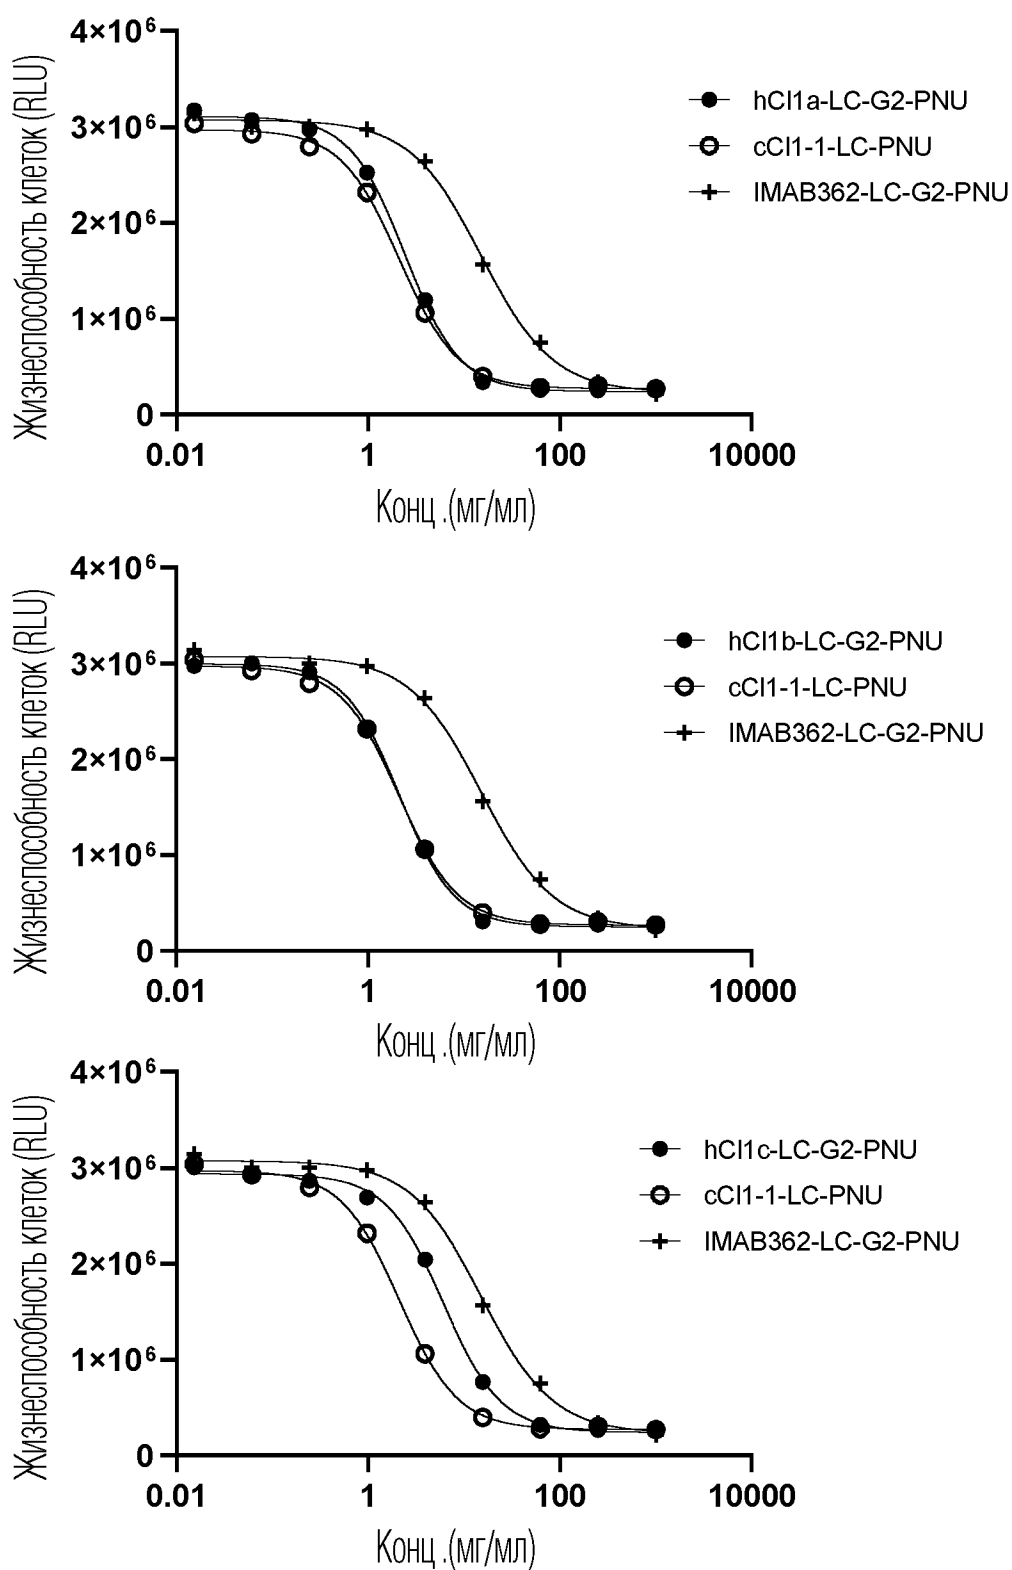 4×10⁶
3×10⁶
2×10⁶
1×10⁶
0
Жизнеспособность клеток (RLU)
hCl1a-LC-G2-PNU
cCl1-1-LC-PNU
IMAB362-LC-G2-PNU
0.01 1 100 10000
Конц .(мг/мл)
4×10⁶
3×10⁶
2×10⁶
1×10⁶
0
Жизнеспособность клеток (RLU)
hCl1b-LC-G2-PNU
cCl1-1-LC-PNU
IMAB362-LC-G2-PNU
0.01 1 100 10000
Конц .(мг/мл)
4×10⁶
3×10⁶
2×10⁶
1×10⁶
0
Жизнеспособность клеток (RLU)
hCl1c-LC-G2-PNU
cCl1-1-LC-PNU
IMAB362-LC-G2-PNU
0.01 1 100 10000
Конц .(мг/мл)